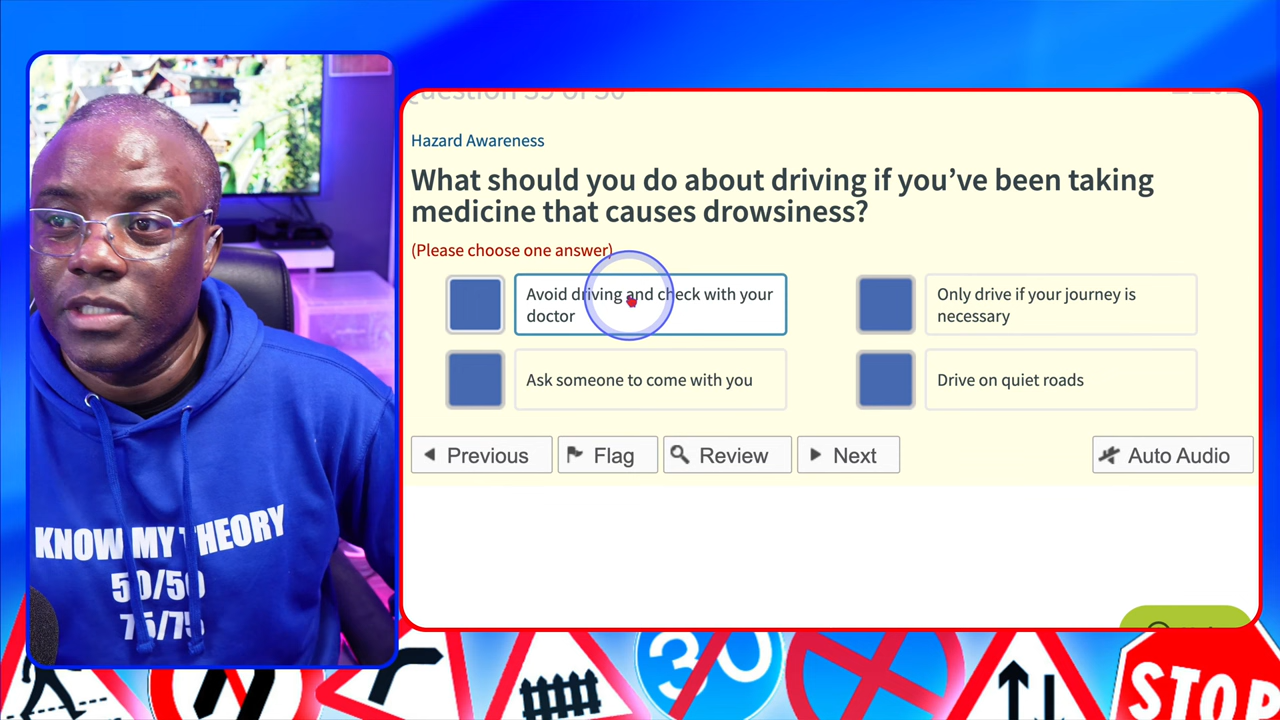 Hazard Awareness
What should you do about driving if you’ve been taking
medicine that causes drowsiness?
(Please choose one answer)
Avoid driving and check with your
doctor
Only drive if your journey is
necessary
Ask someone to come with you
Drive on quiet roads
Previous
Flag
Review
Next
Auto Audio
KNOW MY THEORY
50/50
75/75
30
STOP